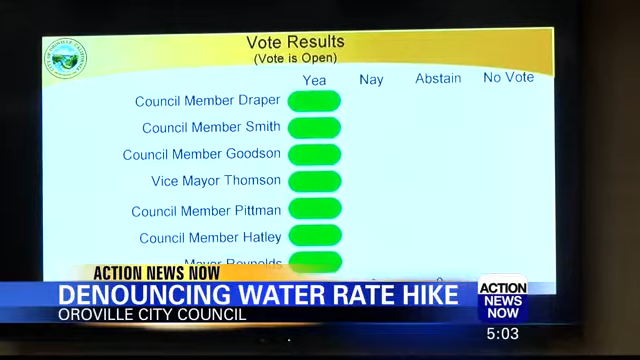 Vote Results
(Vote is Open)
Yea Nay Abstain No Vote
Council Member Draper
Council Member Smith
Council Member Goodson
Vice Mayor Thomson
Council Member Pittman
Council Member Hatley
Mayor Reynolds
ACTION NEWS NOW
DENOUNCING WATER RATE HIKE
OROVILLE CITY COUNCIL
ACTION
NEWS
NOW
5:03